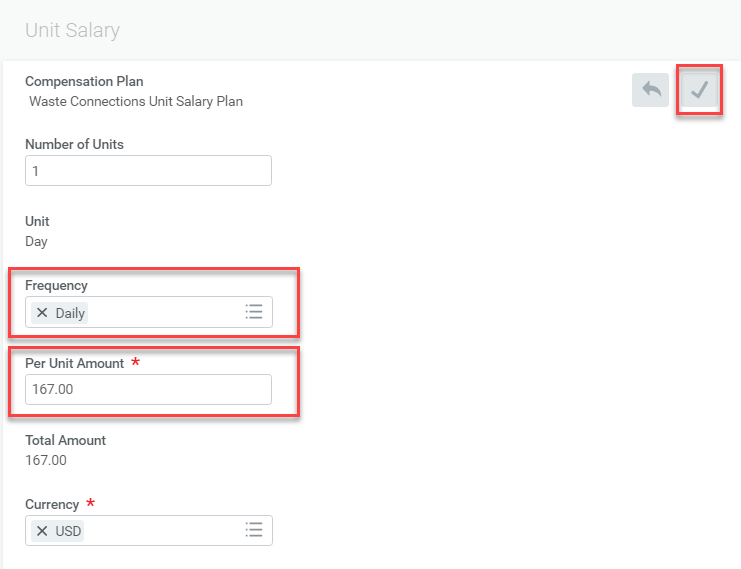 Unit Salary
Compensation Plan
Waste Connections Unit Salary Plan
Number of Units
1
Unit
Day
Frequency
× Daily
Per Unit Amount *
167.00
Total Amount
167.00
Currency *
× USD